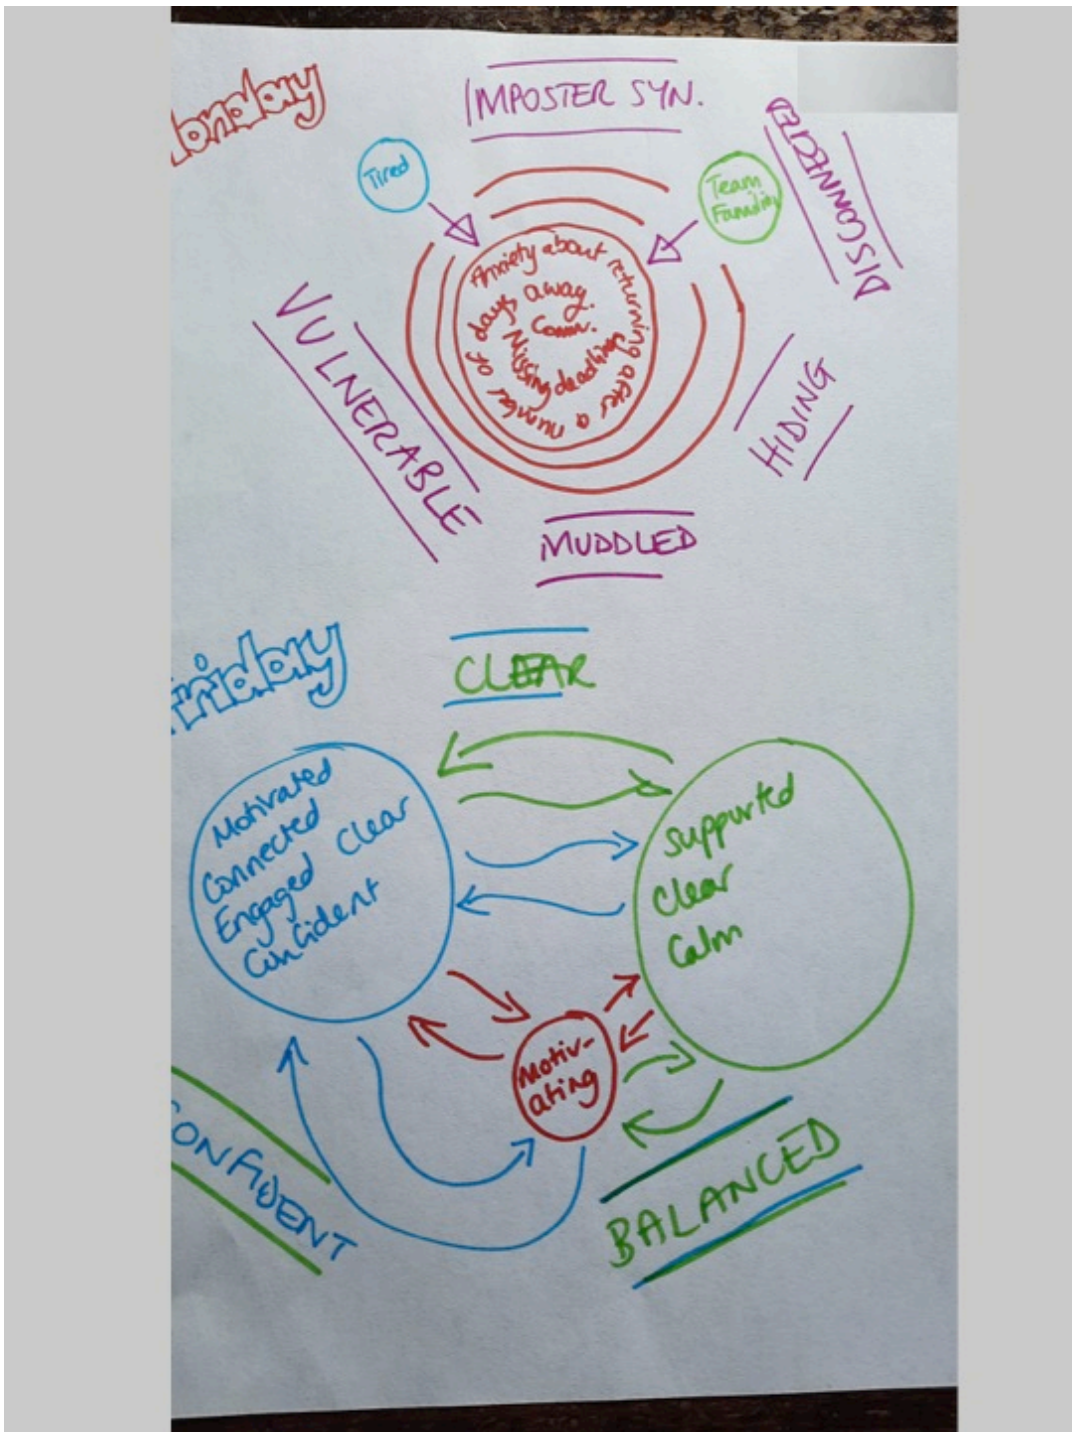 Monday
IMPOSTER SYN.
Tired
Team
DISCONNECTED
Anxiety about returning after a number of days away.
Comm.
Missing deadlines
VULNERABLE
HIDING
MUDDLED
Friday
CLEAR
Motivated
Connected
Engaged Clear
Confident
Supported
Clear
Calm
Motiv-
ating
CONFIDENT
BALANCED